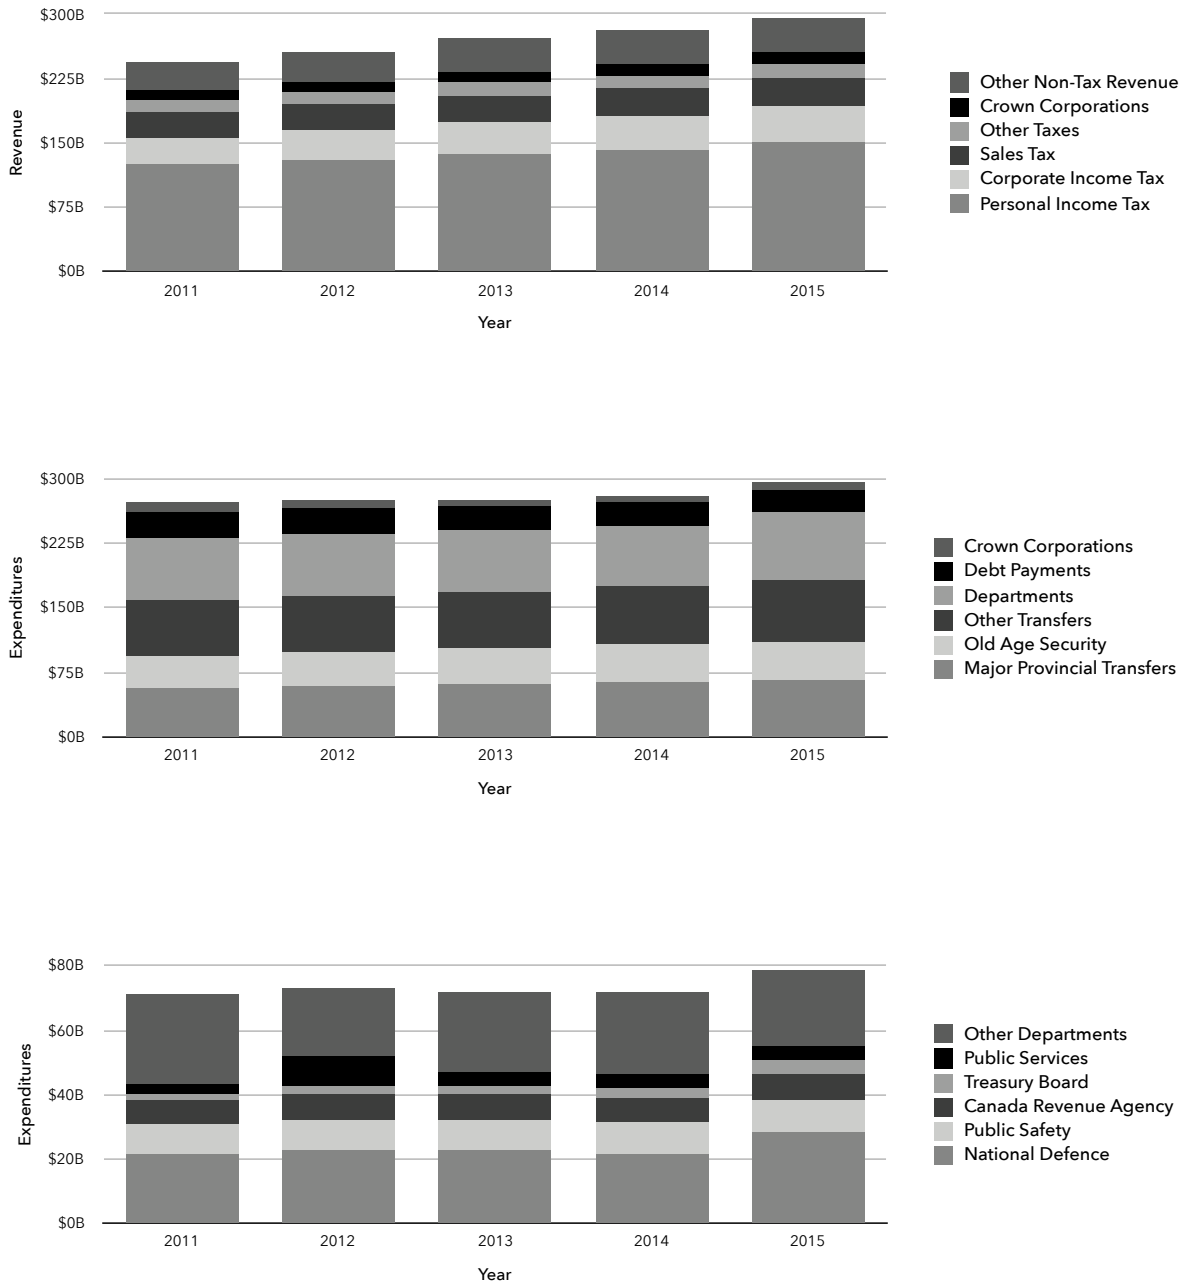 $300B
$225B
$150B
$75B
$0B
Revenue
2011
2012
2013
2014
2015
Year
Other Non-Tax Revenue
Crown Corporations
Other Taxes
Sales Tax
Corporate Income Tax
Personal Income Tax
$300B
$225B
$150B
$75B
$0B
Expenditures
2011
2012
2013
2014
2015
Year
Crown Corporations
Debt Payments
Departments
Other Transfers
Old Age Security
Major Provincial Transfers
$80B
$60B
$40B
$20B
$0B
Expenditures
2011
2012
2013
2014
2015
Year
Other Departments
Public Services
Treasury Board
Canada Revenue Agency
Public Safety
National Defence